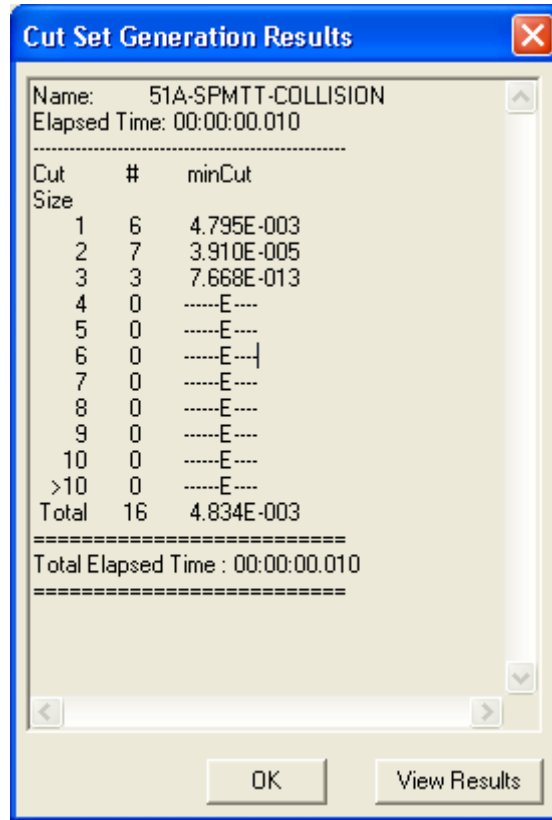 Cut Set Generation Results
Name: 51A-SPMTT-COLLISION
Elapsed Time: 00:00:00.010
----------------------------------------------------
Cut # minCut
Size
1 6 4.795E-003
2 7 3.910E-005
3 3 7.668E-013
4 0 ------E----
5 0 ------E----
6 0 ------E----
7 0 ------E----
8 0 ------E----
9 0 ------E----
10 0 ------E----
>10 0 ------E----
Total 16 4.834E-003
==========================
Total Elapsed Time : 00:00:00.010
==========================
OK View Results